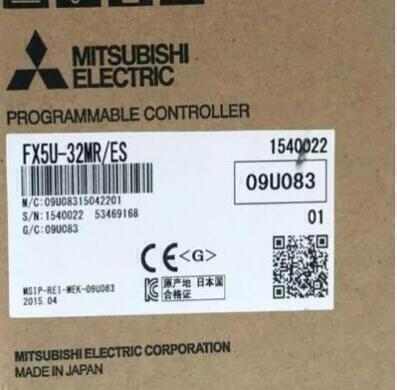 MITSUBISHI
ELECTRIC
PROGRAMMABLE CONTROLLER
FX5U-32MR/ES
1540022
M/C:09U08315042201
S/N:1540022 53469168
G/C:09U083
09U083
01
CE<G>
MSIP-REI-MEK-09U083
2015.04
原产地 日本国
合格证
MITSUBISHI ELECTRIC CORPORATION
MADE IN JAPAN